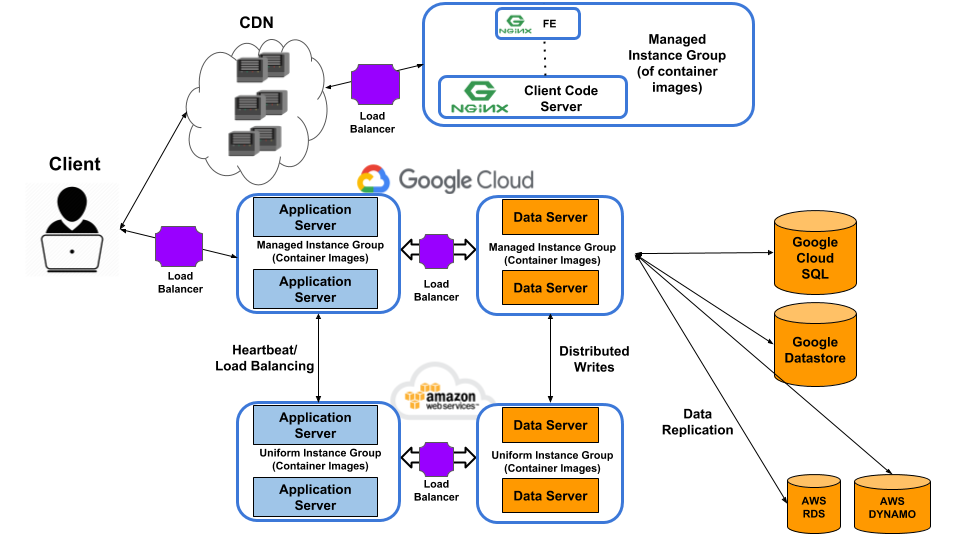 CDN
NGiNX
FE
Managed
Instance Group
(of container
images)
NGiNX
Client Code
Server
Load
Balancer
Client
Google Cloud
Application
Server
Managed Instance Group
(Container Images)
Application
Server
Load
Balancer
Load
Balancer
Data Server
Managed Instance Group
(Container Images)
Data Server
Google
Cloud
SQL
Google
Datastore
Heartbeat/
Load Balancing
Distributed
Writes
amazon
web services™
Data
Replication
Application
Server
Uniform Instance Group
(Container Images)
Application
Server
Load
Balancer
Data Server
Uniform Instance Group
(Container Images)
Data Server
AWS
RDS
AWS
DYNAMO